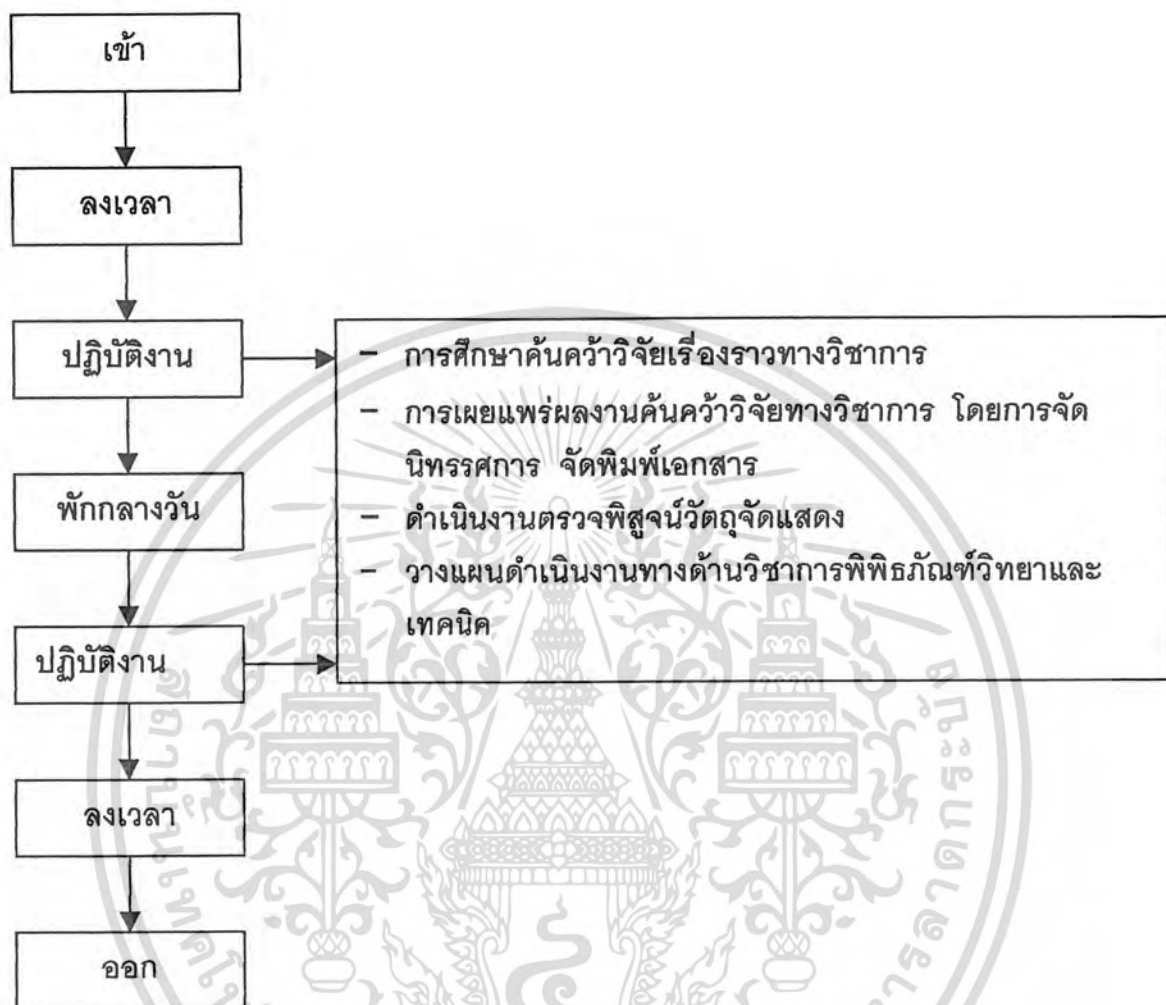 เข้า
ลงเวลา
ปฏิบัติงาน
– การศึกษาค้นคว้าวิจัยเรื่องราวทางวิชาการ
– การเผยแพร่ผลงานค้นคว้าวิจัยทางวิชาการ โดยการจัด
นิทรรศการ จัดพิมพ์เอกสาร
– ดำเนินงานตรวจพิสูจน์วัตถุจัดแสดง
– วางแผนดำเนินงานทางด้านวิชาการพิพิธภัณฑ์วิทยาและ
เทคนิค
พักกลางวัน
ปฏิบัติงาน
ลงเวลา
ออก